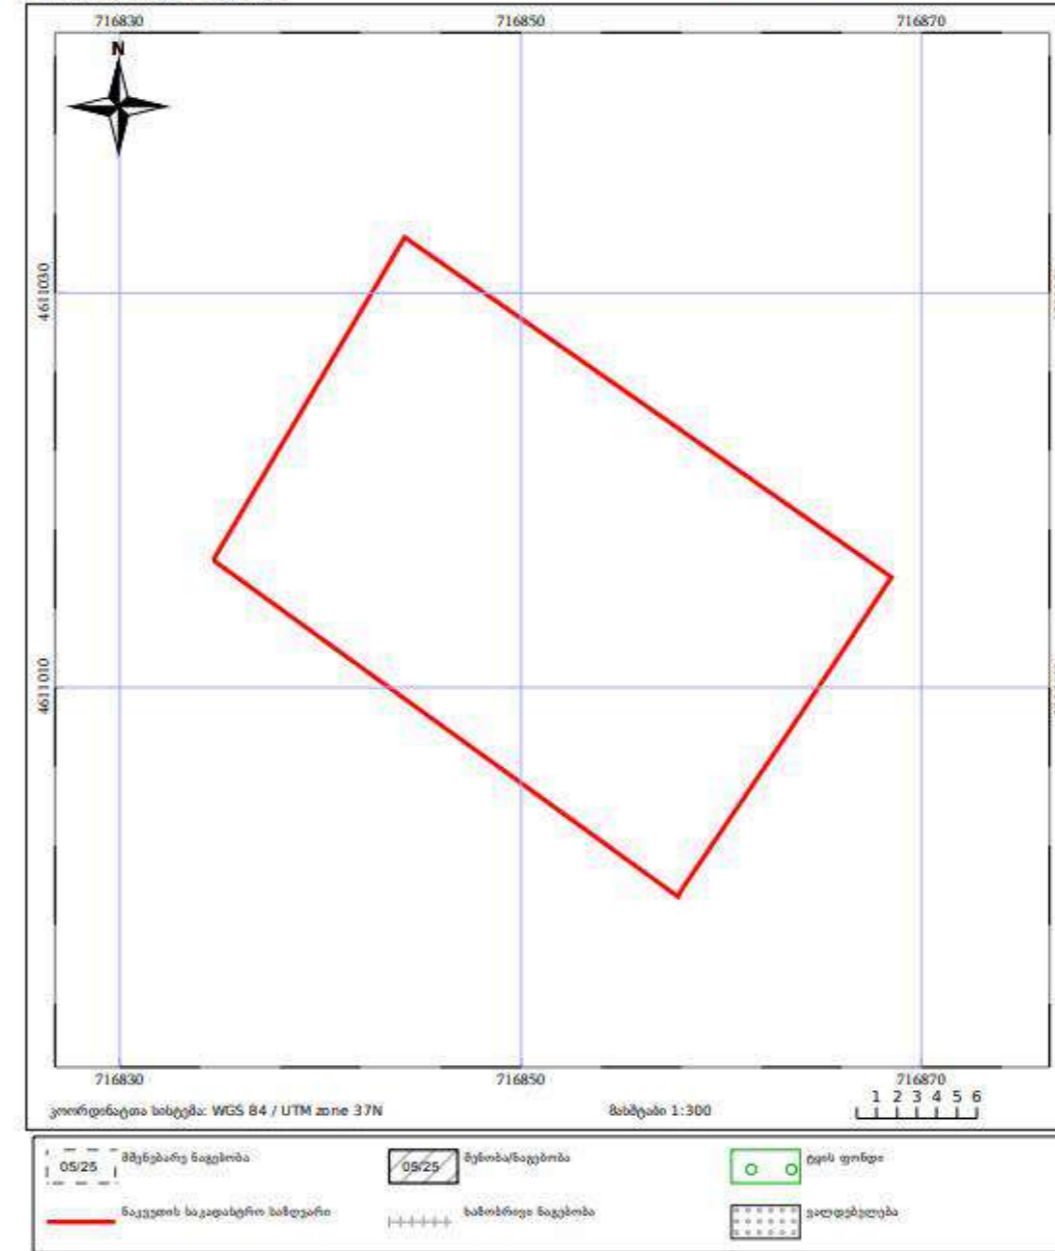 716830 716850 716870
N
4611030
4611010
716830 716850 716870
კოორდინატთა სისტემა: WGS 84 / UTM zone 37N მასშტაბი 1:300 1 2 3 4 5 6
05/25 მშენებარე ნაგებობა 05/25 შენობა/ნაგებობა ტყის ფონდი
ნაკვეთის საკადასტრო საზღვარი ხაზობრივი ნაგებობა ვალდებულება